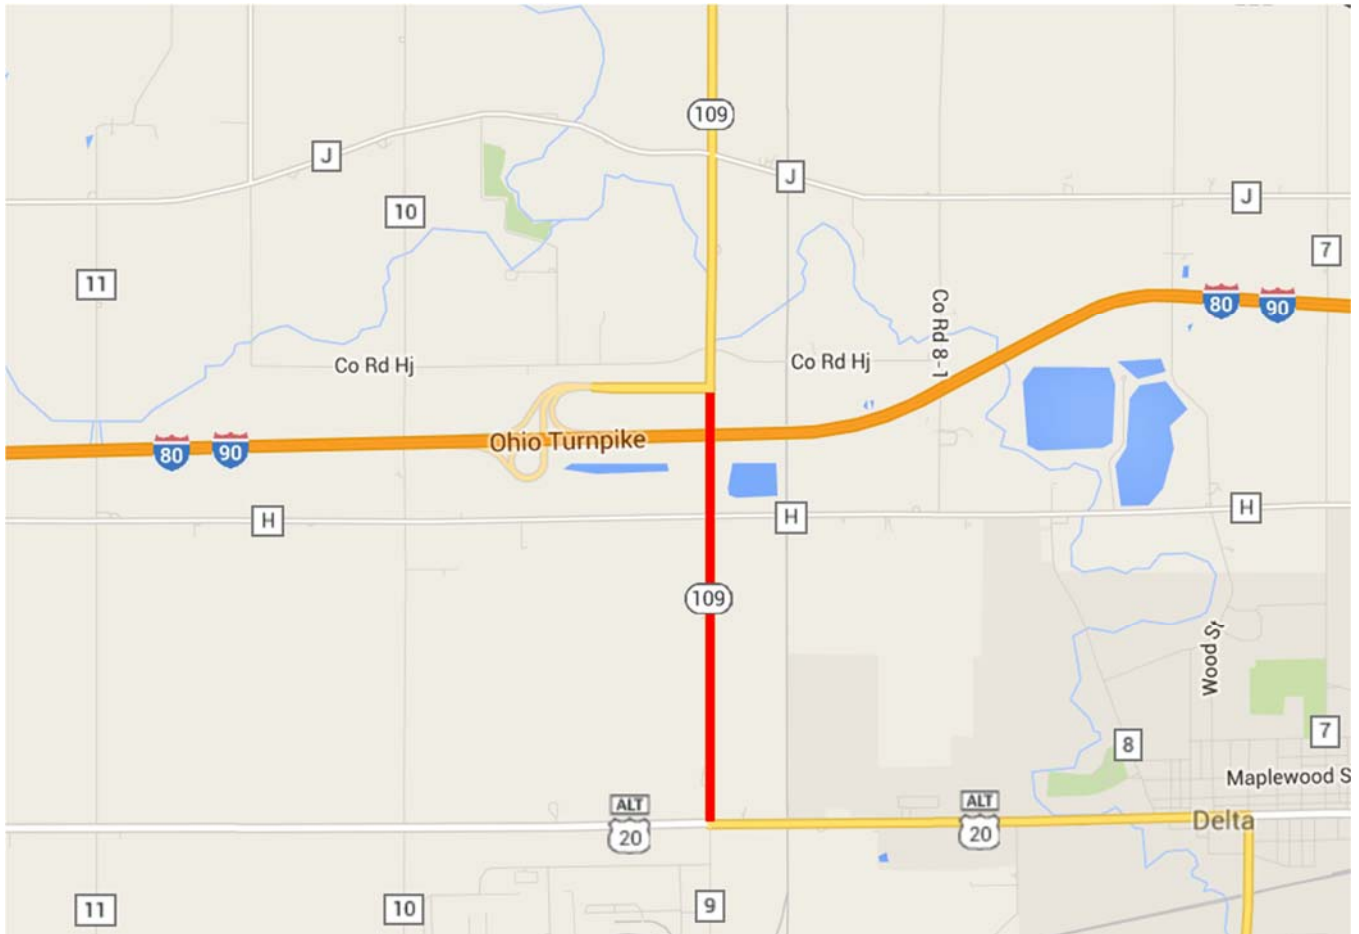 109
J
J
10
J
7
11
80
90
Co Rd 8-1
Co Rd Hj
Co Rd Hj
Ohio Turnpike
80
90
H
H
H
109
Wood St
7
8
Maplewood S
ALT
20
ALT
20
Delta
11
10
9